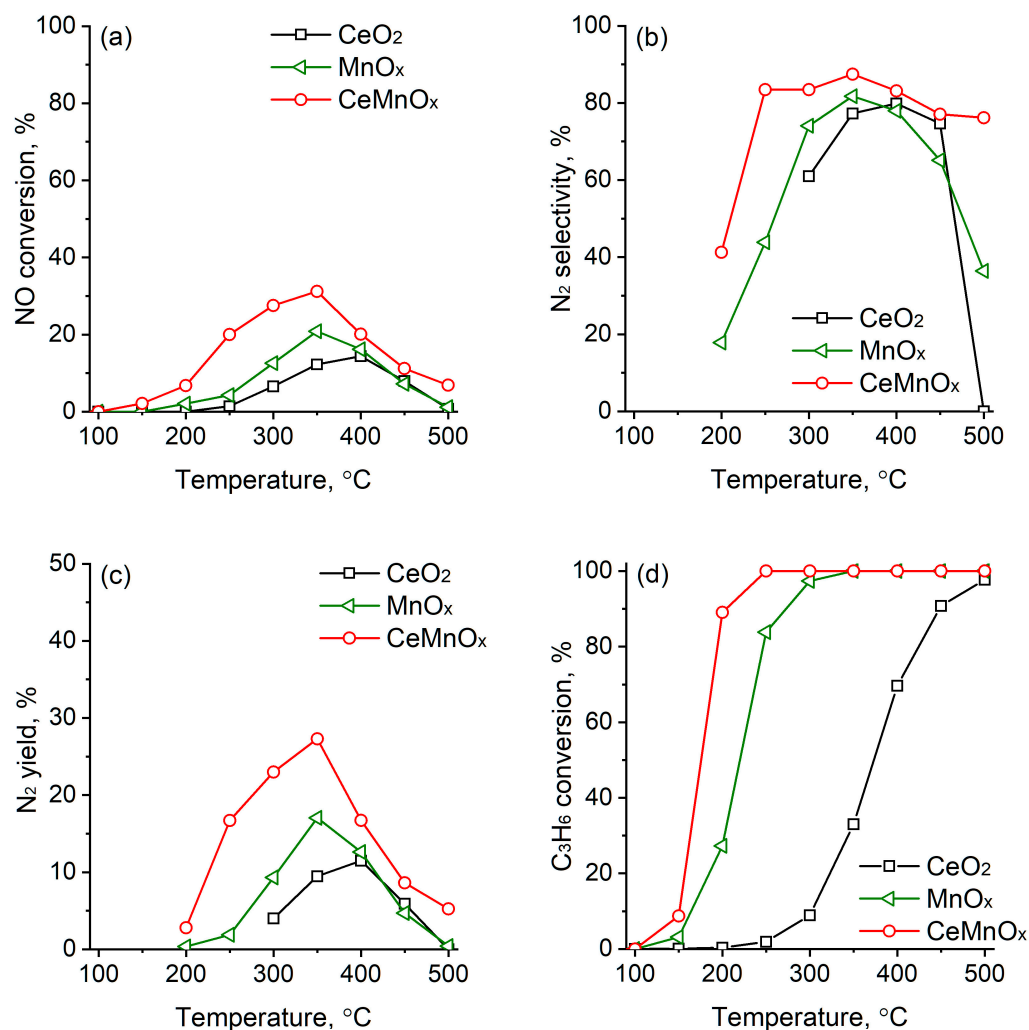 (a)
CeO₂
MnOₓ
CeMnOₓ
NO conversion, %
100
80
60
40
20
0
100 200 300 400 500
Temperature, °C
(b)
CeO₂
MnOₓ
CeMnOₓ
N₂ selectivity, %
100
80
60
40
20
0
100 200 300 400 500
Temperature, °C
(c)
CeO₂
MnOₓ
CeMnOₓ
N₂ yield, %
50
40
30
20
10
0
100 200 300 400 500
Temperature, °C
(d)
CeO₂
MnOₓ
CeMnOₓ
C₃H₆ conversion, %
100
80
60
40
20
0
100 200 300 400 500
Temperature, °C